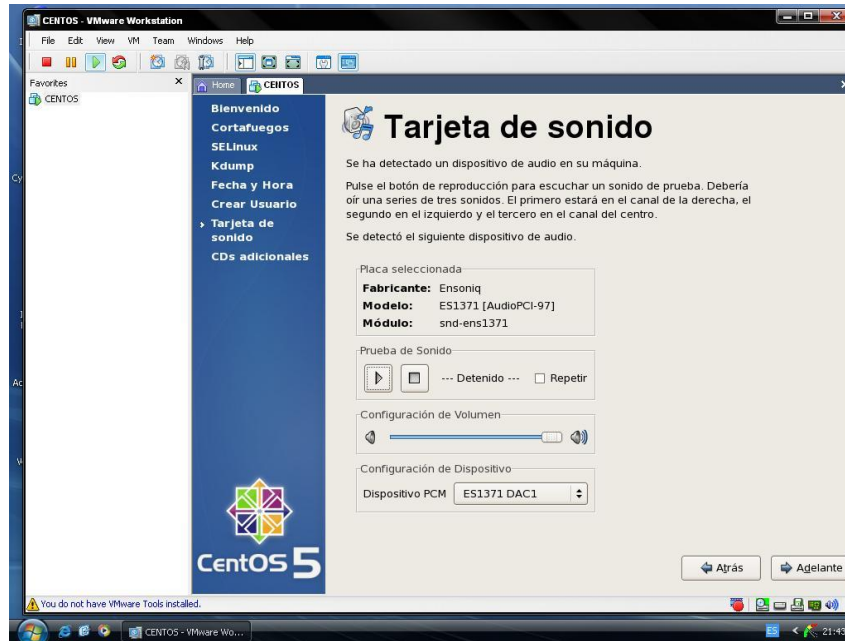 CENTOS - VMware Workstation
File Edit View VM Team Windows Help
Favorites
CENTOS
Home CENTOS
Bienvenido
Cortafuegos
SELinux
Kdump
Fecha y Hora
Crear Usuario
Tarjeta de
sonido
CDs adicionales
CentOS 5
Tarjeta de sonido
Se ha detectado un dispositivo de audio en su máquina.
Pulse el botón de reproducción para escuchar un sonido de prueba. Debería
oír una series de tres sonidos. El primero estará en el canal de la derecha, el
segundo en el izquierdo y el tercero en el canal del centro.
Se detectó el siguiente dispositivo de audio.
Placa seleccionada
Fabricante: Ensoniq
Modelo: ES1371 [AudioPCI-97]
Módulo: snd-ens1371
Prueba de Sonido
--- Detenido --- Repetir
Configuración de Volumen
Configuración de Dispositivo
Dispositivo PCM ES1371 DAC1
Atrás Adelante
You do not have VMware Tools installed.
CENTOS - VMware Wo...
ES 21:43